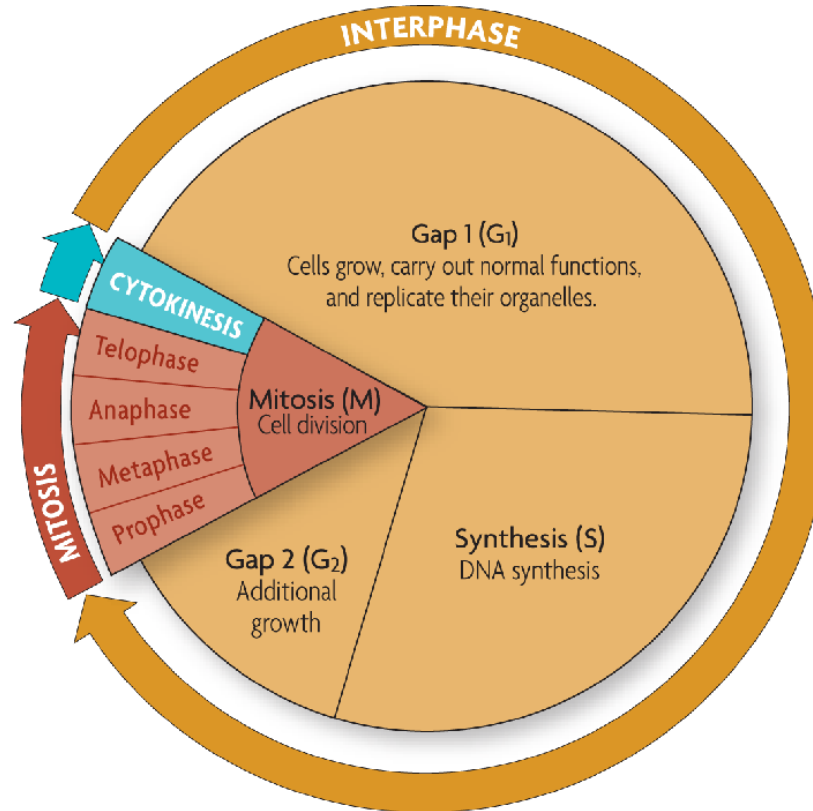 INTERPHASE
Gap 1 (G₁)
Cells grow, carry out normal functions,
and replicate their organelles.
CYTOKINESIS
Telophase
Anaphase
Metaphase
Prophase
Mitosis (M)
Cell division
MITOSIS
Gap 2 (G₂)
Additional
growth
Synthesis (S)
DNA synthesis